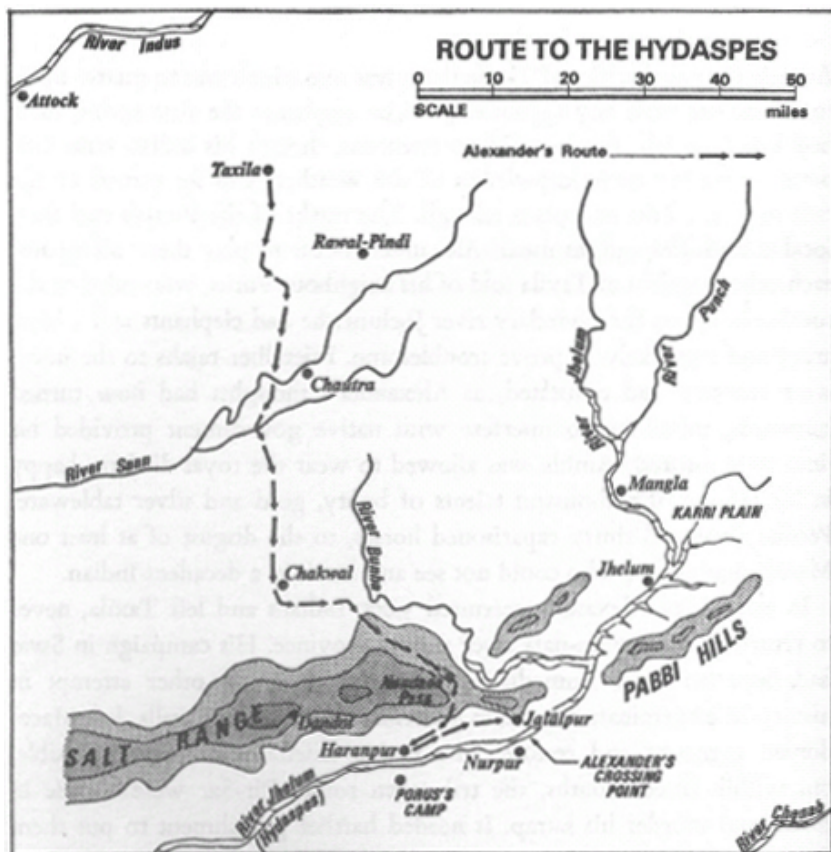 River Indus
Attock
ROUTE TO THE HYDASPES
0 10 20 30 40 50
SCALE miles
Alexander's Route
Taxila
Rawal-Pindi
River Jhelum
River Punch
Chautra
River Soan
Mangla
KARRI PLAIN
River Bunha
Chakwal
Jhelum
PABBI HILLS
Nandana
Pass
SALT RANGE
Jalalpur
Haranpur
Nurpur
ALEXANDER'S
CROSSING
POINT
PORUS'S
CAMP
River Jhelum
(Hydaspes)
River Chenab